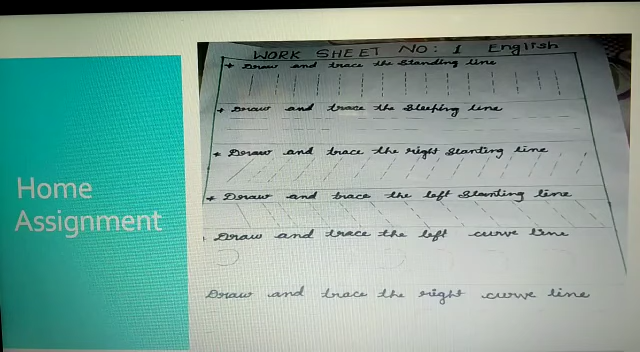 Home
Assignment
WORK SHEET NO: 1 English
* Draw and trace the Standing line
* Draw and trace the Sleeping line
* Draw and trace the right Slanting line
* Draw and trace the left Slanting line
Draw and trace the left curve line
Draw and trace the right curve line